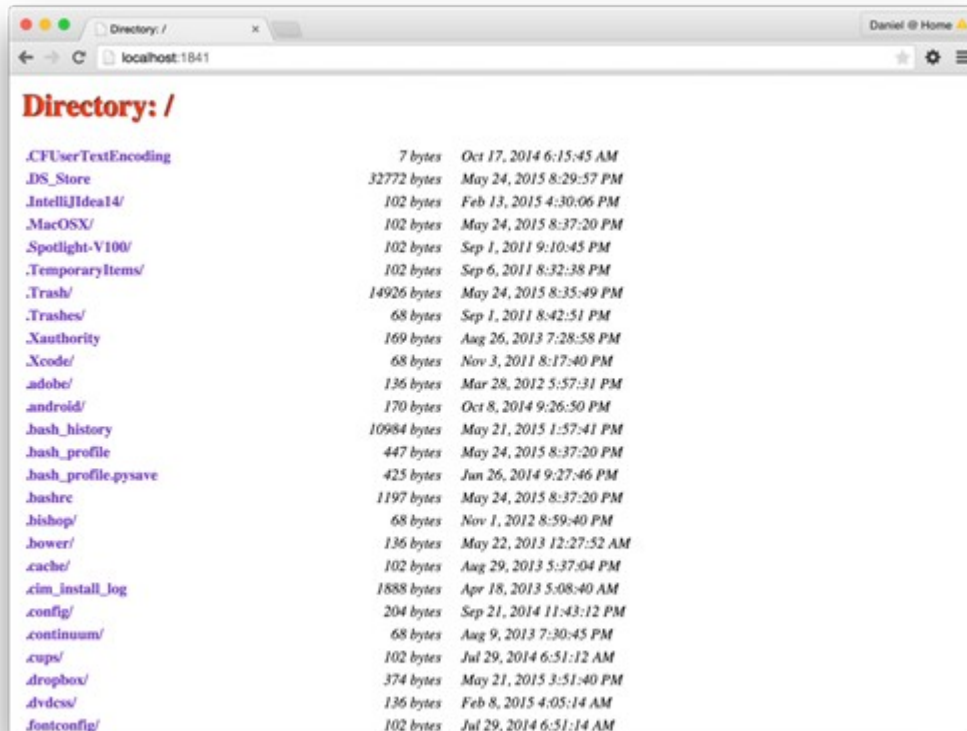 Directory: /
Daniel @ Home
localhost:1841
Directory: /
.CFUserTextEncoding 7 bytes Oct 17, 2014 6:15:45 AM
.DS_Store 32772 bytes May 24, 2015 8:29:57 PM
.IntelliJIdea14/ 102 bytes Feb 13, 2015 4:30:06 PM
.MacOSX/ 102 bytes May 24, 2015 8:37:20 PM
.Spotlight-V100/ 102 bytes Sep 1, 2011 9:10:45 PM
.TemporaryItems/ 102 bytes Sep 6, 2011 8:32:38 PM
.Trash/ 14926 bytes May 24, 2015 8:35:49 PM
.Trashes/ 68 bytes Sep 1, 2011 8:42:51 PM
.Xauthority 169 bytes Aug 26, 2013 7:28:58 PM
.Xcode/ 68 bytes Nov 3, 2011 8:17:40 PM
.adobe/ 136 bytes Mar 28, 2012 5:57:31 PM
.android/ 170 bytes Oct 8, 2014 9:26:50 PM
.bash_history 10984 bytes May 21, 2015 1:57:41 PM
.bash_profile 447 bytes May 24, 2015 8:37:20 PM
.bash_profile.pysave 425 bytes Jun 26, 2014 9:27:46 PM
.bashrc 1197 bytes May 24, 2015 8:37:20 PM
.bishop/ 68 bytes Nov 1, 2012 8:59:40 PM
.bower/ 136 bytes May 22, 2013 12:27:52 AM
.cache/ 102 bytes Aug 29, 2013 5:37:04 PM
.cim_install_log 1888 bytes Apr 18, 2013 5:08:40 AM
.config/ 204 bytes Sep 21, 2014 11:43:12 PM
.continuum/ 68 bytes Aug 9, 2013 7:30:45 PM
.cups/ 102 bytes Jul 29, 2014 6:51:12 AM
.dropbox/ 374 bytes May 21, 2015 3:51:40 PM
.dvdcss/ 136 bytes Feb 8, 2015 4:05:14 AM
.fontconfig/ 102 bytes Jul 29, 2014 6:51:14 AM